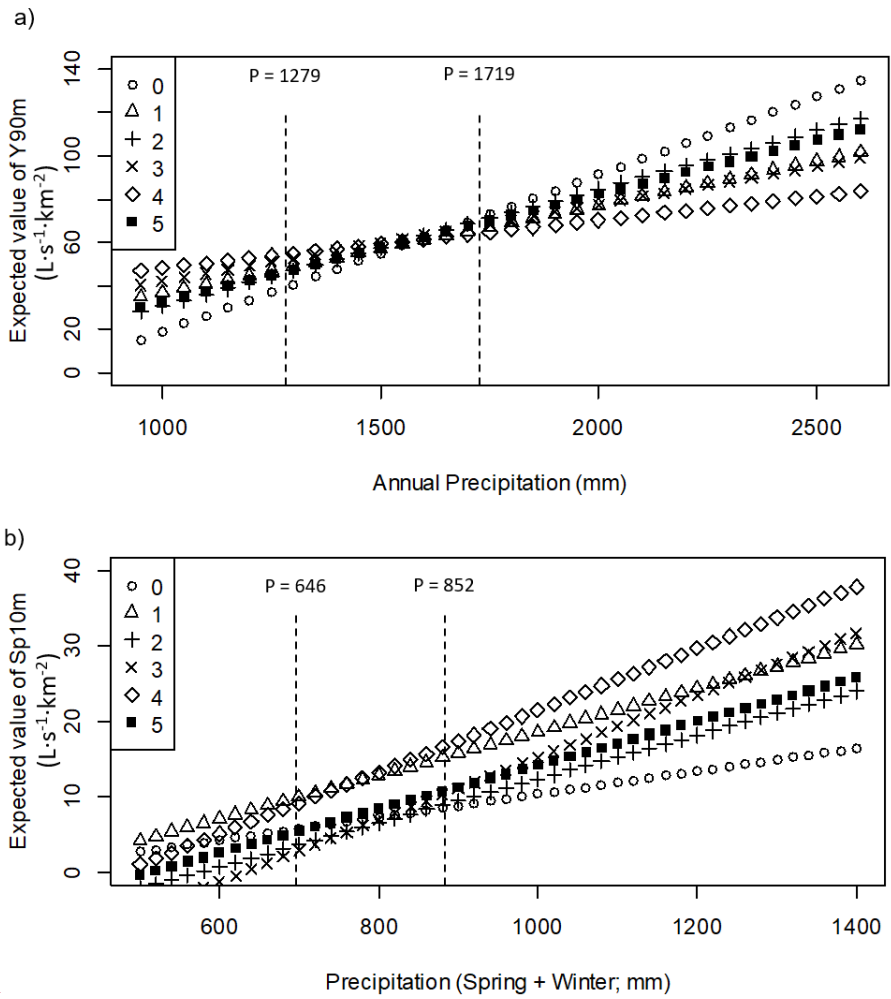 a)
P = 1279
P = 1719
0
1
2
3
4
5
Expected value of Y90m
(L·s⁻¹·km⁻²)
0
20
60
100
140
1000
1500
2000
2500
Annual Precipitation (mm)
b)
P = 646
P = 852
0
1
2
3
4
5
Expected value of Sp10m
(L·s⁻¹·km⁻²)
0
10
20
30
40
600
800
1000
1200
1400
Precipitation (Spring + Winter; mm)